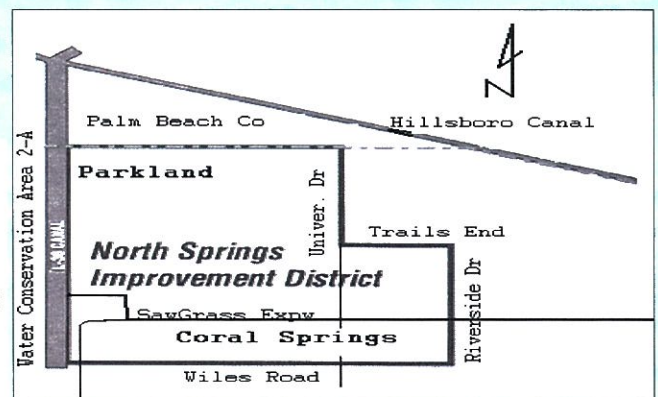 N
Palm Beach Co
Hillsboro Canal
Water Conservation Area 2-A
Parkland
Univer. Dr
Trails End
L-36 CANAL
North Springs
Improvement District
Riverside Dr
SawGrass Expw
Coral Springs
Wiles Road